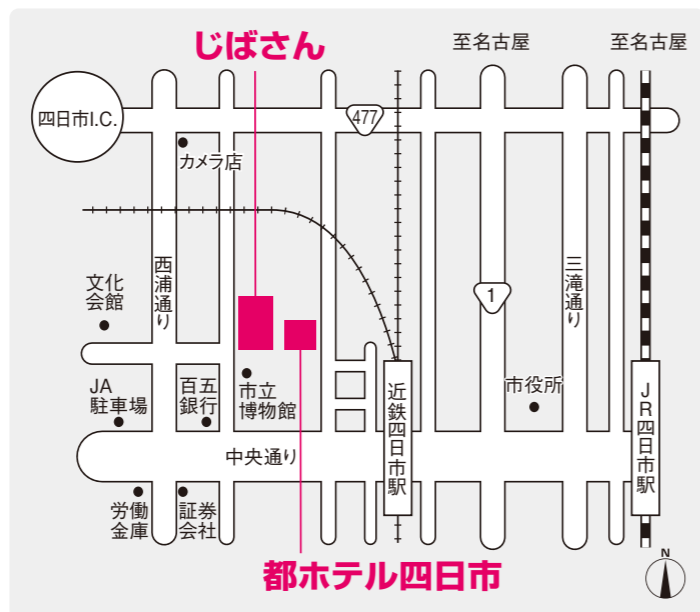 じばさん
至名古屋
至名古屋
四日市I.C.
477
カメラ店
西浦通り
三滝通り
文化
会館
1
JA
駐車場
百五
銀行
市立
博物館
近鉄四日市駅
市役所
JR四日市駅
中央通り
労働
金庫
証券
会社
都ホテル四日市
N